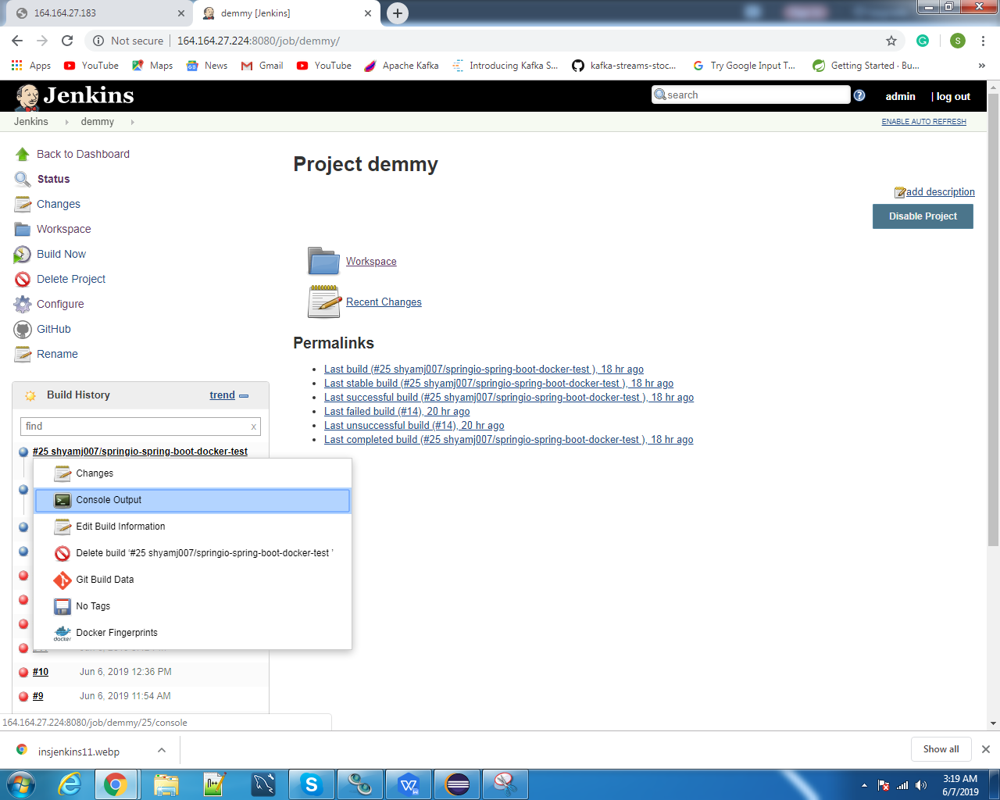 164.164.27.183
demmy [Jenkins]
Not secure
164.164.27.224:8080/job/demmy/
S
Apps
YouTube
Maps
News
Gmail
YouTube
Apache Kafka
Introducing Kafka S...
kafka-streams-stoc...
Try Google Input T...
Getting Started · Bu...
»
Jenkins
search
admin
| log out
Jenkins
demmy
ENABLE AUTO REFRESH
Back to Dashboard
Status
Changes
Workspace
Build Now
Delete Project
Configure
GitHub
Rename
Project demmy
add description
Disable Project
Workspace
Recent Changes
Permalinks
Last build (#25 shyamj007/springio-spring-boot-docker-test ), 18 hr ago
Last stable build (#25 shyamj007/springio-spring-boot-docker-test ), 18 hr ago
Last successful build (#25 shyamj007/springio-spring-boot-docker-test ), 18 hr ago
Last failed build (#14), 20 hr ago
Last unsuccessful build (#14), 20 hr ago
Last completed build (#25 shyamj007/springio-spring-boot-docker-test ), 18 hr ago
Build History
trend
find
x
#25 shyamj007/springio-spring-boot-docker-test
Changes
Console Output
Edit Build Information
Delete build ‘#25 shyamj007/springio-spring-boot-docker-test ’
Git Build Data
No Tags
Docker Fingerprints
#10 Jun 6, 2019 12:36 PM
#9 Jun 6, 2019 11:54 AM
164.164.27.224:8080/job/demmy/25/console
insjenkins11.webp
Show all
3:19 AM
6/7/2019